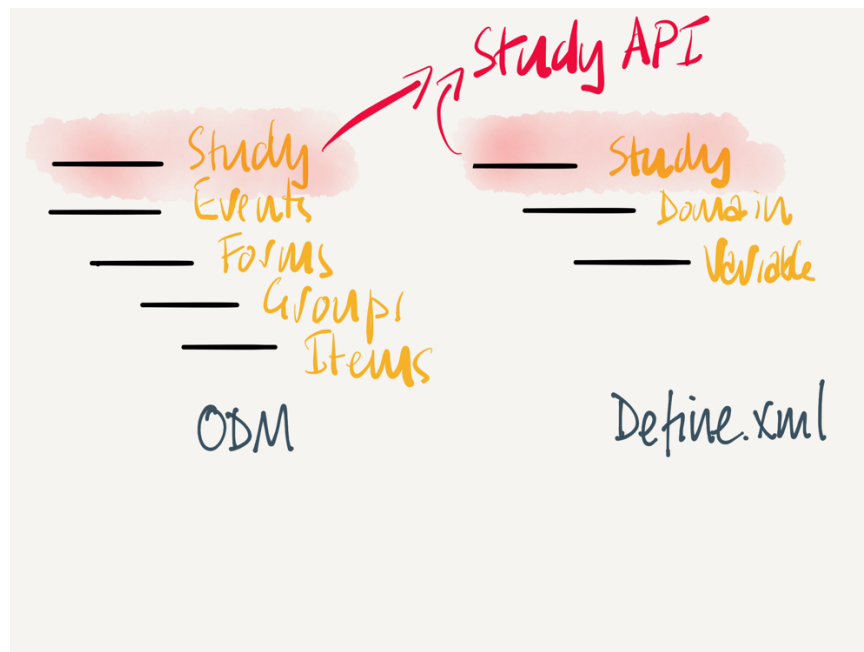 Study API
Study
Events
Forms
Groups
Items
ODM
Study
Domain
Variable
Define.xml